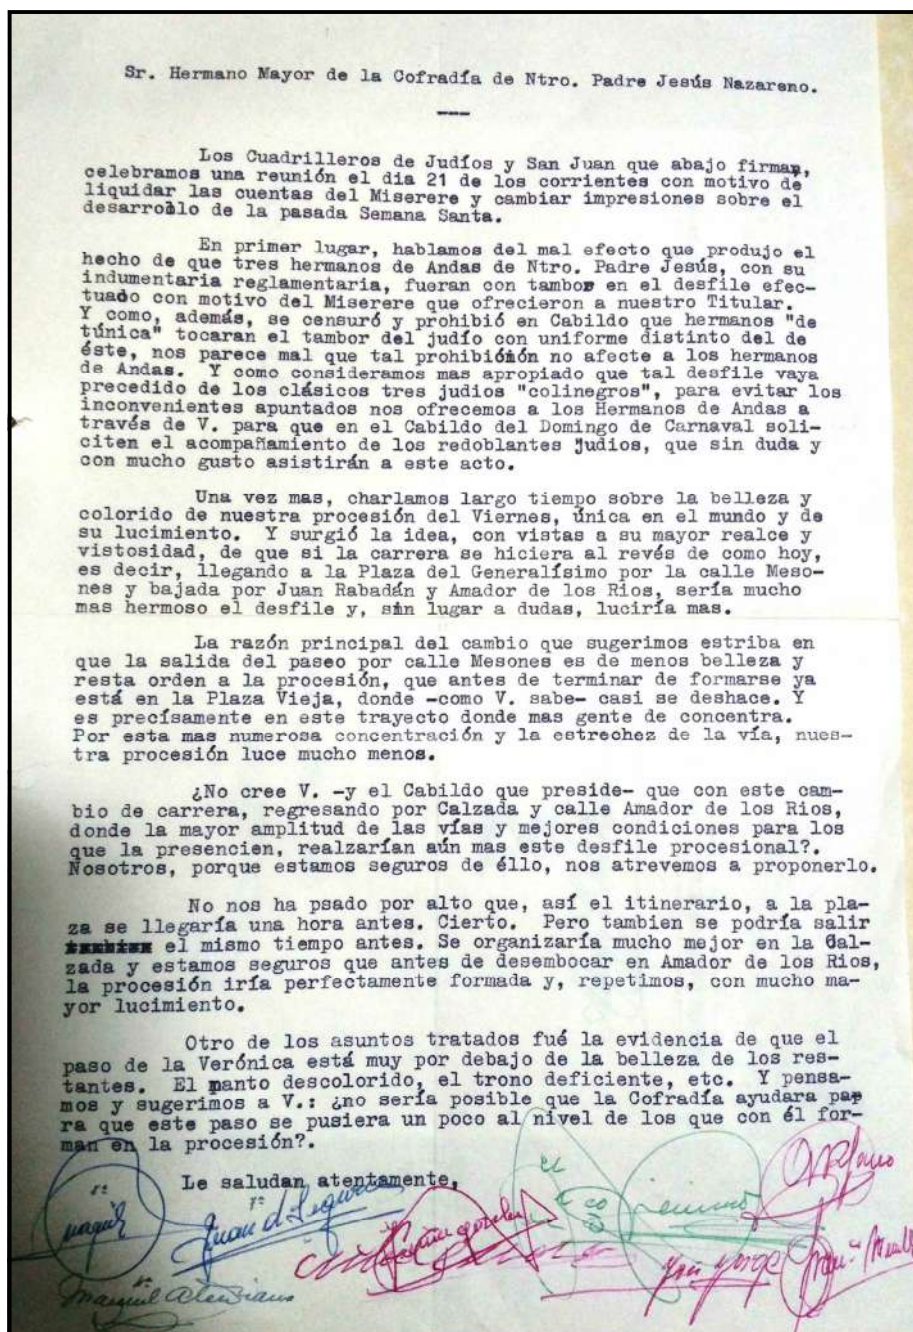 Sr. Hermano Mayor de la Cofradía de Ntro. Padre Jesús Nazareno.
Los Cuadrilleros de Judíos y San Juan que abajo firman,
celebramos una reunión el dia 21 de los corrientes con motivo de
liquidar las cuentas del Miserere y cambiar impresiones sobre el
desarrollo de la pasada Semana Santa.
En primer lugar, hablamos del mal efecto que produjo el
hecho de que tres hermanos de Andas de Ntro. Padre Jesús, con su
indumentaria reglamentaria, fueran con tambor en el desfile efec-
tuado con motivo del Miserere que ofrecieron a nuestro Titular.
Y como, además, se censuró y prohibió en Cabildo que hermanos "de
túnica" tocaran el tambor del judío con uniforme distinto del de
éste, nos parece mal que tal prohibióión no afecte a los hermanos
de Andas. Y como consideramos mas apropiado que tal desfile vaya
precedido de los clásicos tres judios "colinegros", para evitar los
inconvenientes apuntados nos ofrecemos a los Hermanos de Andas a
través de V. para que en el Cabildo del Domingo de Carnaval soli-
citen el acompañamiento de los redoblantes judios, que sin duda y
con mucho gusto asistirán a este acto.
Una vez mas, charlamos largo tiempo sobre la belleza y
colorido de nuestra procesión del Viernes, única en el mundo y de
su lucimiento. Y surgió la idea, con vistas a su mayor realce y
vistosidad, de que si la carrera se hiciera al revés de como hoy,
es decir, llegando a la Plaza del Generalísimo por la calle Meso-
nes y bajada por Juan Rabadán y Amador de los Rios, sería mucho
mas hermoso el desfile y, sin lugar a dudas, luciría mas.
La razón principal del cambio que sugerimos estriba en
que la salida del paseo por calle Mesones es de menos belleza y
resta orden a la procesión, que antes de terminar de formarse ya
está en la Plaza Vieja, donde -como V. sabe- casi se deshace. Y
es precísamente en este trayecto donde mas gente de concentra.
Por esta mas numerosa concentración y la estrechez de la vía, nues-
tra procesión luce mucho menos.
¿No cree V. -y el Cabildo que preside- que con este cam-
bio de carrera, regresando por Calzada y calle Amador de los Rios,
donde la mayor amplitud de las vías y mejores condiciones para los
que la presencien, realzarían aún mas este desfile procesional?.
Nosotros, porque estamos seguros de éllo, nos atrevemos a proponerlo.
No nos ha psado por alto que, así el itinerario, a la pla-
za se llegaría una hora antes. Cierto. Pero tambien se podría salir
el mismo tiempo antes. Se organizaría mucho mejor en la Cal-
zada y estamos seguros que antes de desembocar en Amador de los Rios,
la procesión iría perfectamente formada y, repetimos, con mucho ma-
yor lucimiento.
Otro de los asuntos tratados fué la evidencia de que el
paso de la Verónica está muy por debajo de la belleza de los res-
tantes. El manto descolorido, el trono deficiente, etc. Y pensa-
mos y sugerimos a V.: ¿no sería posible que la Cofradía ayudara pa-
ra que este paso se pusiera un poco al nivel de los que con él for-
man en la procesión?.
Le saludan atentamente,